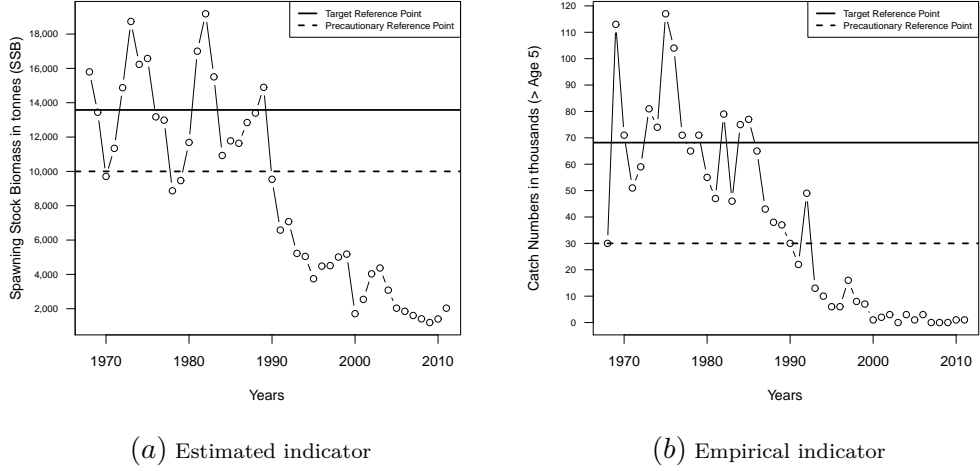 Target Reference Point
Precautionary Reference Point
Spawning Stock Biomass in tonnes (SSB)
18,000
16,000
14,000
12,000
10,000
8,000
6,000
4,000
2,000
1970 1980 1990 2000 2010
Years
(a) Estimated indicator
Target Reference Point
Precautionary Reference Point
Catch Numbers in thousands (> Age 5)
120
110
100
90
80
70
60
50
40
30
20
10
0
1970 1980 1990 2000 2010
Years
(b) Empirical indicator